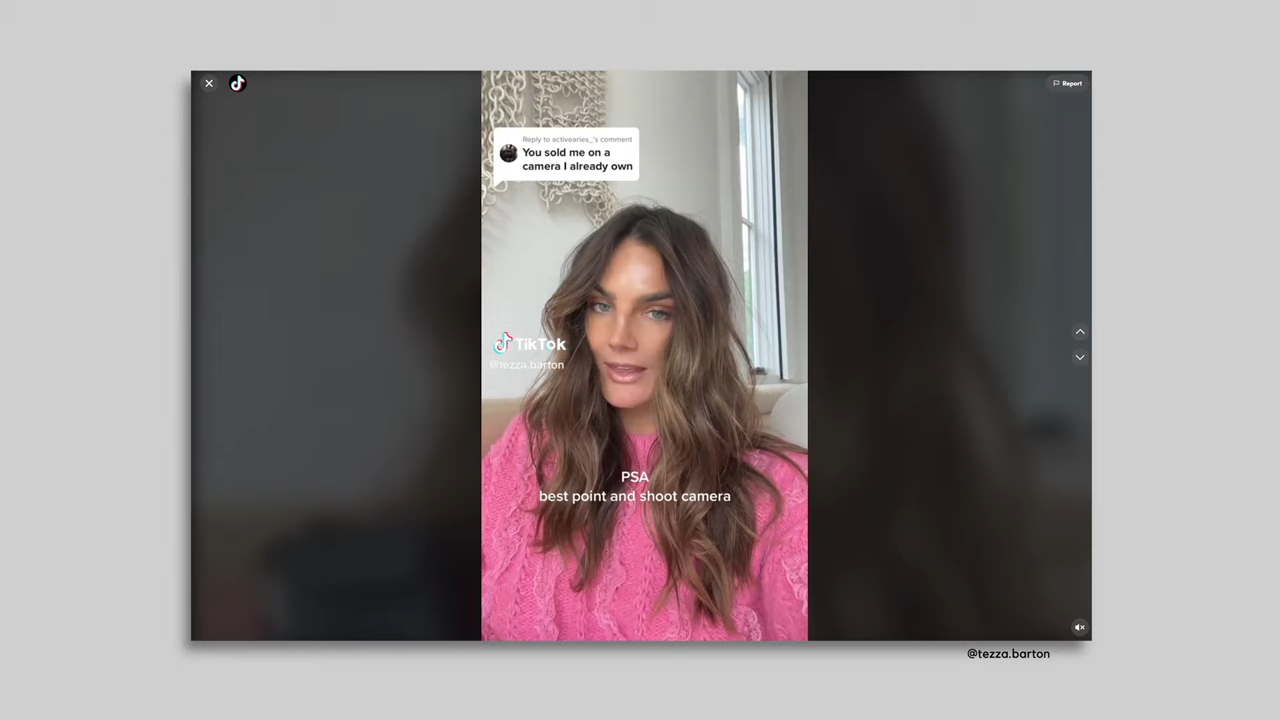 Report
Reply to activearies_'s comment
You sold me on a
camera I already own
TikTok
@tezza.barton
PSA
best point and shoot camera
@tezza.barton